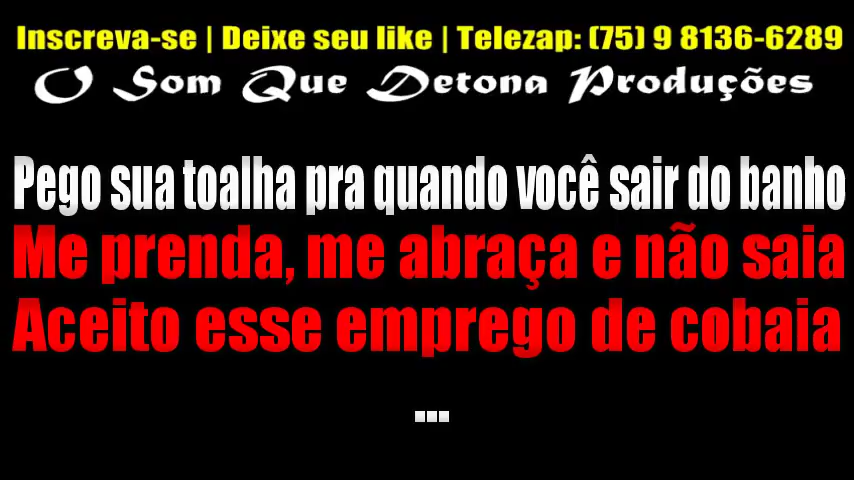 Inscreva-se | Deixe seu like | Telezap: (75) 9 8136-6289
O Som Que Detona Produções
Pego sua toalha pra quando você sair do banho
Me prenda, me abraça e não saia
Aceito esse emprego de cobaia
...